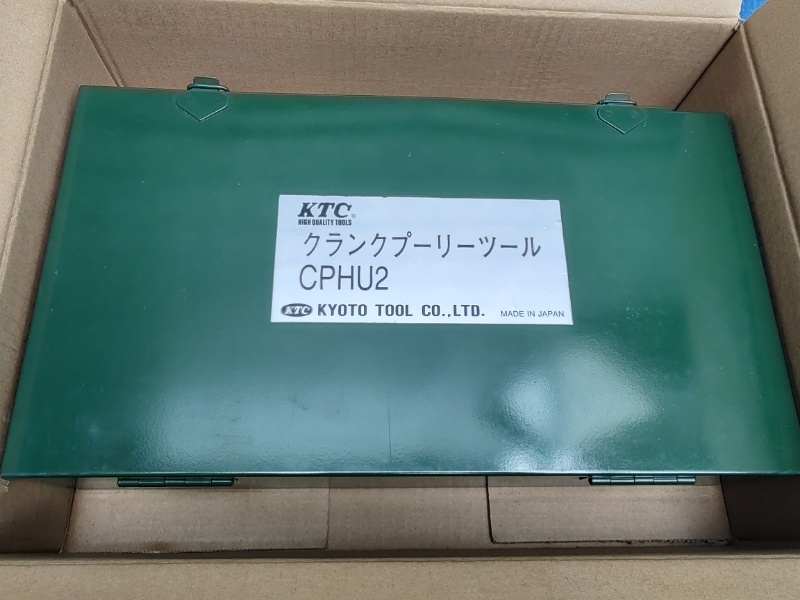 KTC®
HIGH QUALITY TOOLS
クランクプーリーツール
CPHU2
KTC KYOTO TOOL CO.,LTD. MADE IN JAPAN